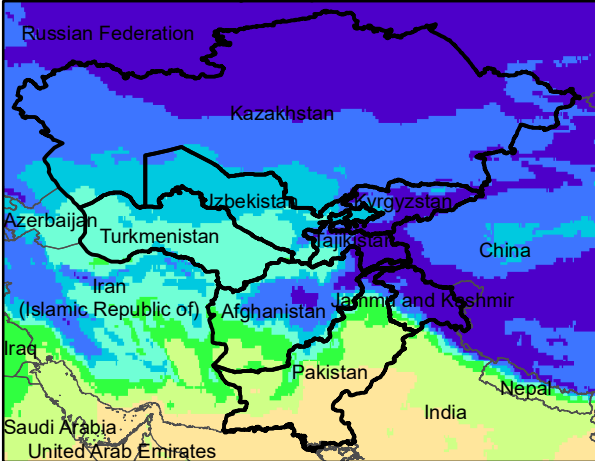 Russian Federation
Kazakhstan
Izbekistan
Kyrgyzstan
Azerbaijan
Turkmenistan
Tajikistan
China
Iran
(Islamic Republic of)
Afghanistan
Jammu and Kashmir
Iraq
Pakistan
Nepal
India
Saudi Arabia
United Arab Emirates